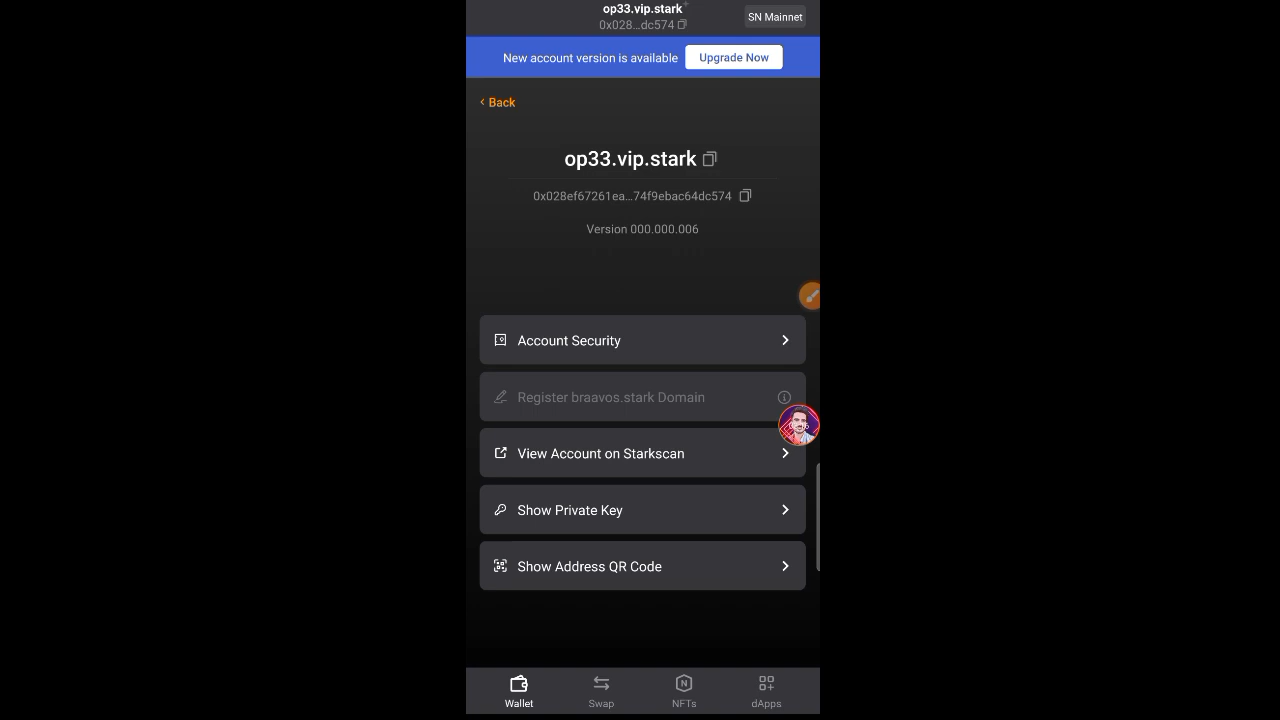 op33.vip.stark
0x028...dc574
SN Mainnet
New account version is available
Upgrade Now
Back
op33.vip.stark
0x028ef67261ea...74f9ebac64dc574
Version 000.000.006
Account Security
Register braavos.stark Domain
View Account on Starkscan
Show Private Key
Show Address QR Code
Wallet
Swap
NFTs
dApps